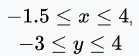 −1.5 ≤ x ≤ 4,
−3 ≤ y ≤ 4